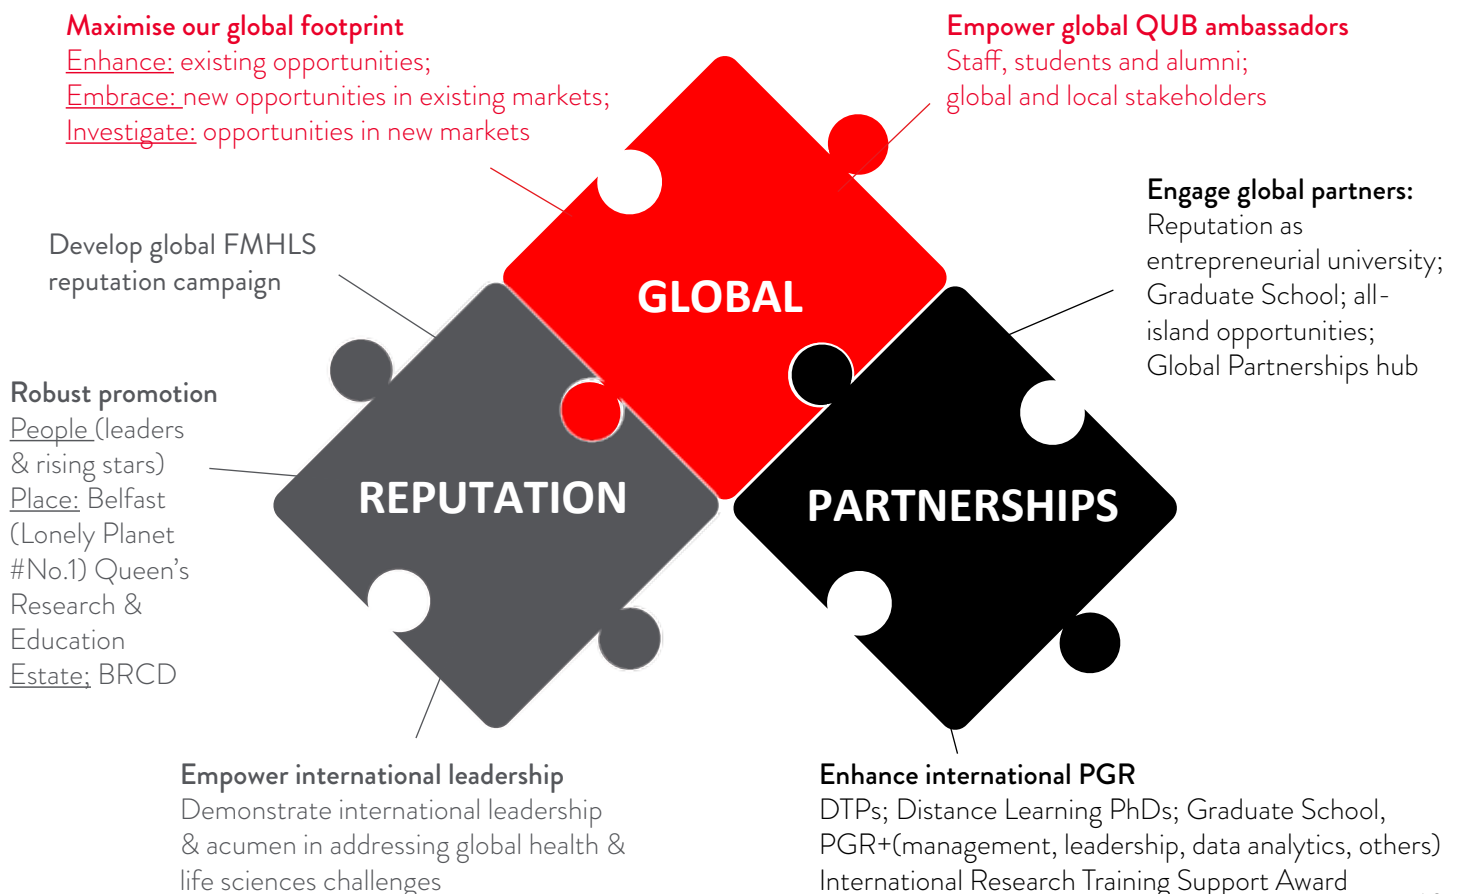 Maximise our global footprint
Enhance: existing opportunities;
Embrace: new opportunities in existing markets;
Investigate: opportunities in new markets
Empower global QUB ambassadors
Staff, students and alumni;
global and local stakeholders
Engage global partners:
Reputation as
entrepreneurial university;
Graduate School; all-
island opportunities;
Global Partnerships hub
Develop global FMHLS
reputation campaign
GLOBAL
Robust promotion
People (leaders
& rising stars)
Place: Belfast
(Lonely Planet
#No.1) Queen's
Research &
Education
Estate; BRCD
REPUTATION
PARTNERSHIPS
Empower international leadership
Demonstrate international leadership
& acumen in addressing global health &
life sciences challenges
Enhance international PGR
DTPs; Distance Learning PhDs; Graduate School,
PGR+(management, leadership, data analytics, others)
International Research Training Support Award